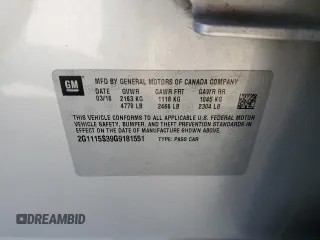 GM
MFD BY GENERAL MOTORS OF CANADA COMPANY
DATE GVWR GAWR FRT GAWR RR
03/16 2163 KG 1118 KG 1045 KG
4770 LB 2466 LB 2304 LB
THIS VEHICLE CONFORMS TO ALL APPLICABLE U.S. FEDERAL MOTOR
VEHICLE SAFETY, BUMPER, AND THEFT PREVENTION STANDARDS IN
EFFECT ON THE DATE OF MANUFACTURE SHOWN ABOVE.
2G1115S39G9181551 TYPE: PASS CAR
DREAMBID